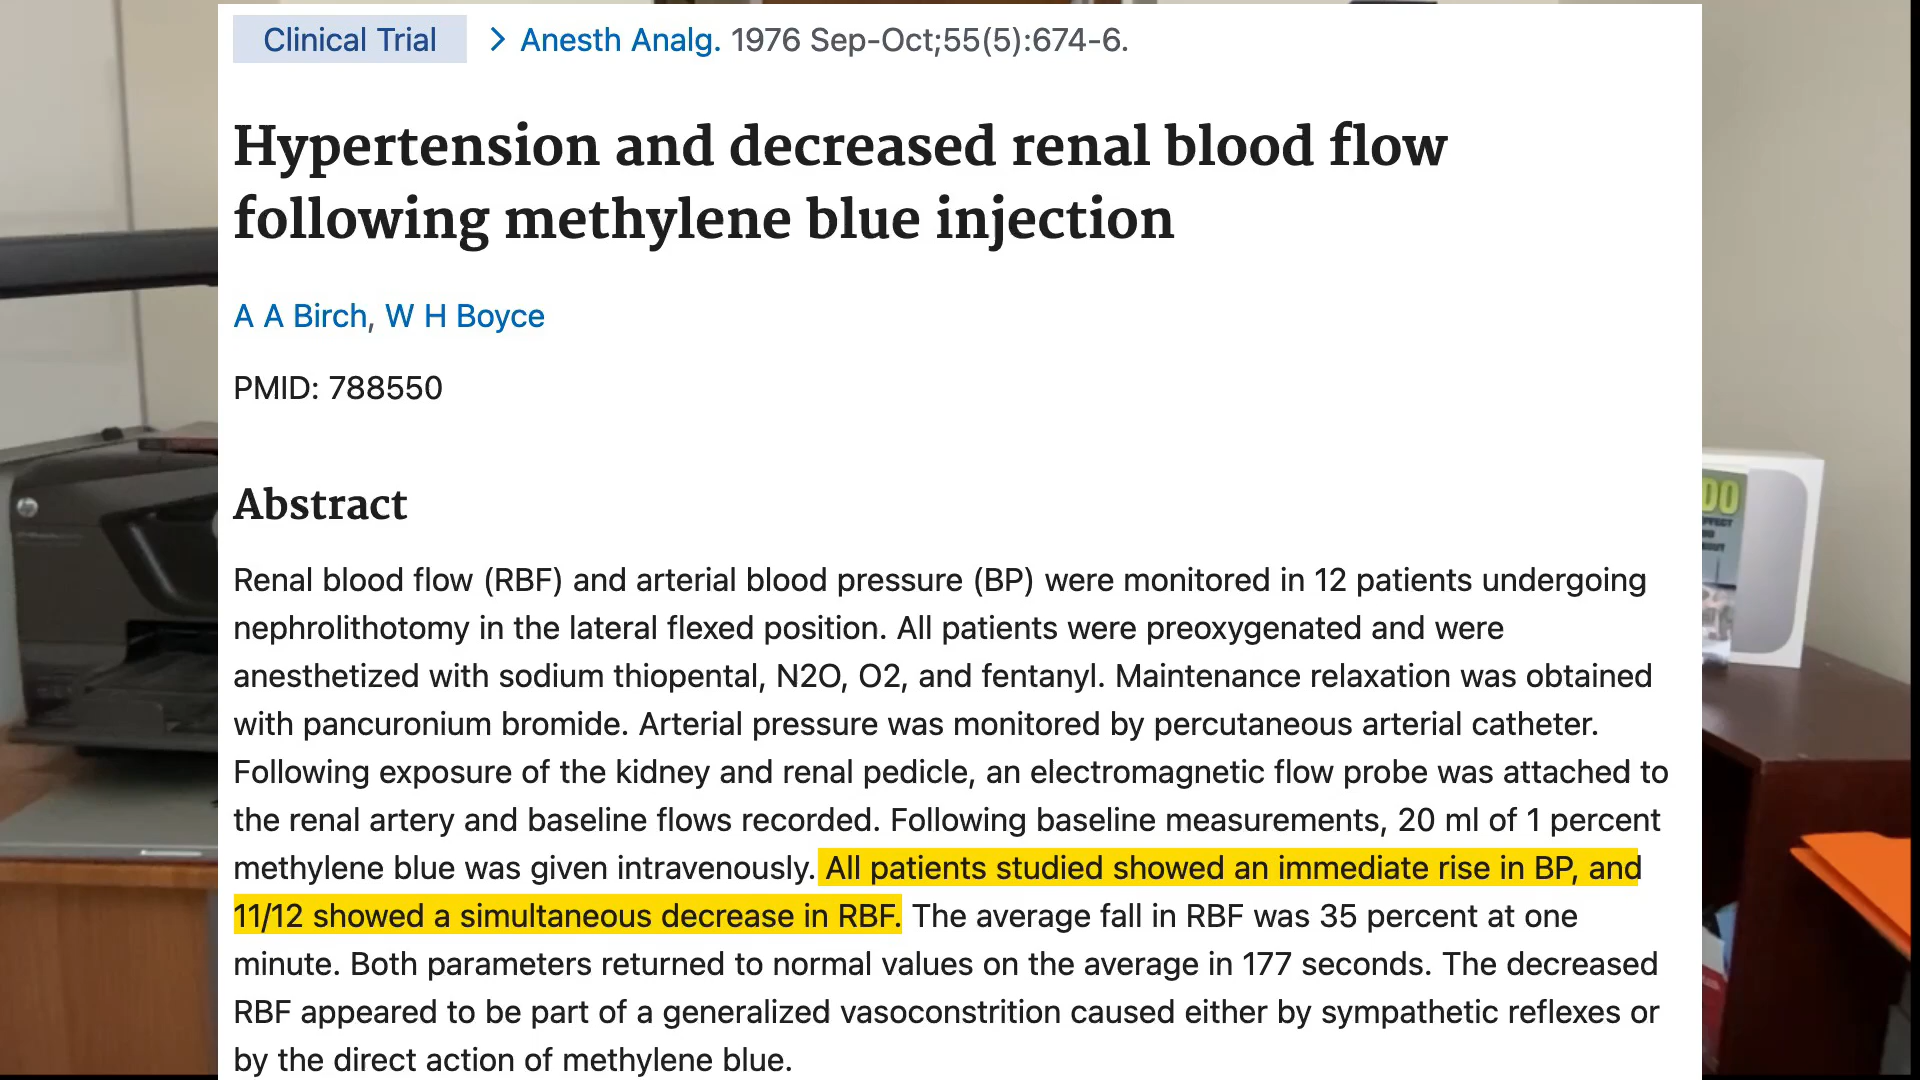 Clinical Trial > Anesth Analg. 1976 Sep-Oct;55(5):674-6.
Hypertension and decreased renal blood flow
following methylene blue injection
A A Birch, W H Boyce
PMID: 788550
Abstract
Renal blood flow (RBF) and arterial blood pressure (BP) were monitored in 12 patients undergoing
nephrolithotomy in the lateral flexed position. All patients were preoxygenated and were
anesthetized with sodium thiopental, N2O, O2, and fentanyl. Maintenance relaxation was obtained
with pancuronium bromide. Arterial pressure was monitored by percutaneous arterial catheter.
Following exposure of the kidney and renal pedicle, an electromagnetic flow probe was attached to
the renal artery and baseline flows recorded. Following baseline measurements, 20 ml of 1 percent
methylene blue was given intravenously. All patients studied showed an immediate rise in BP, and
11/12 showed a simultaneous decrease in RBF. The average fall in RBF was 35 percent at one
minute. Both parameters returned to normal values on the average in 177 seconds. The decreased
RBF appeared to be part of a generalized vasoconstrition caused either by sympathetic reflexes or
by the direct action of methylene blue.
hp